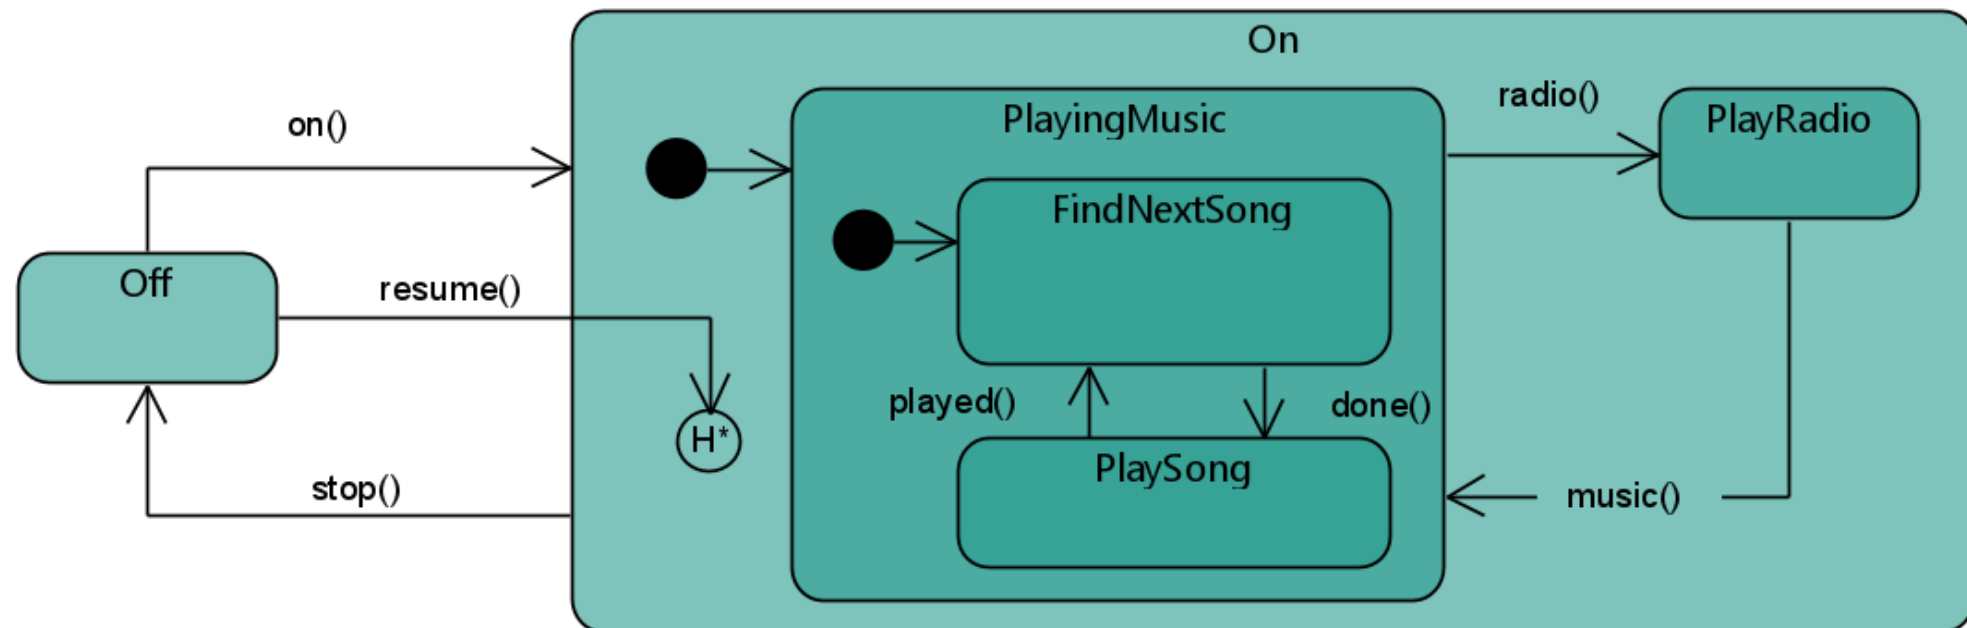 On
on()
PlayingMusic
radio()
PlayRadio
FindNextSong
Off
resume()
played()
done()
H*
PlaySong
stop()
music()